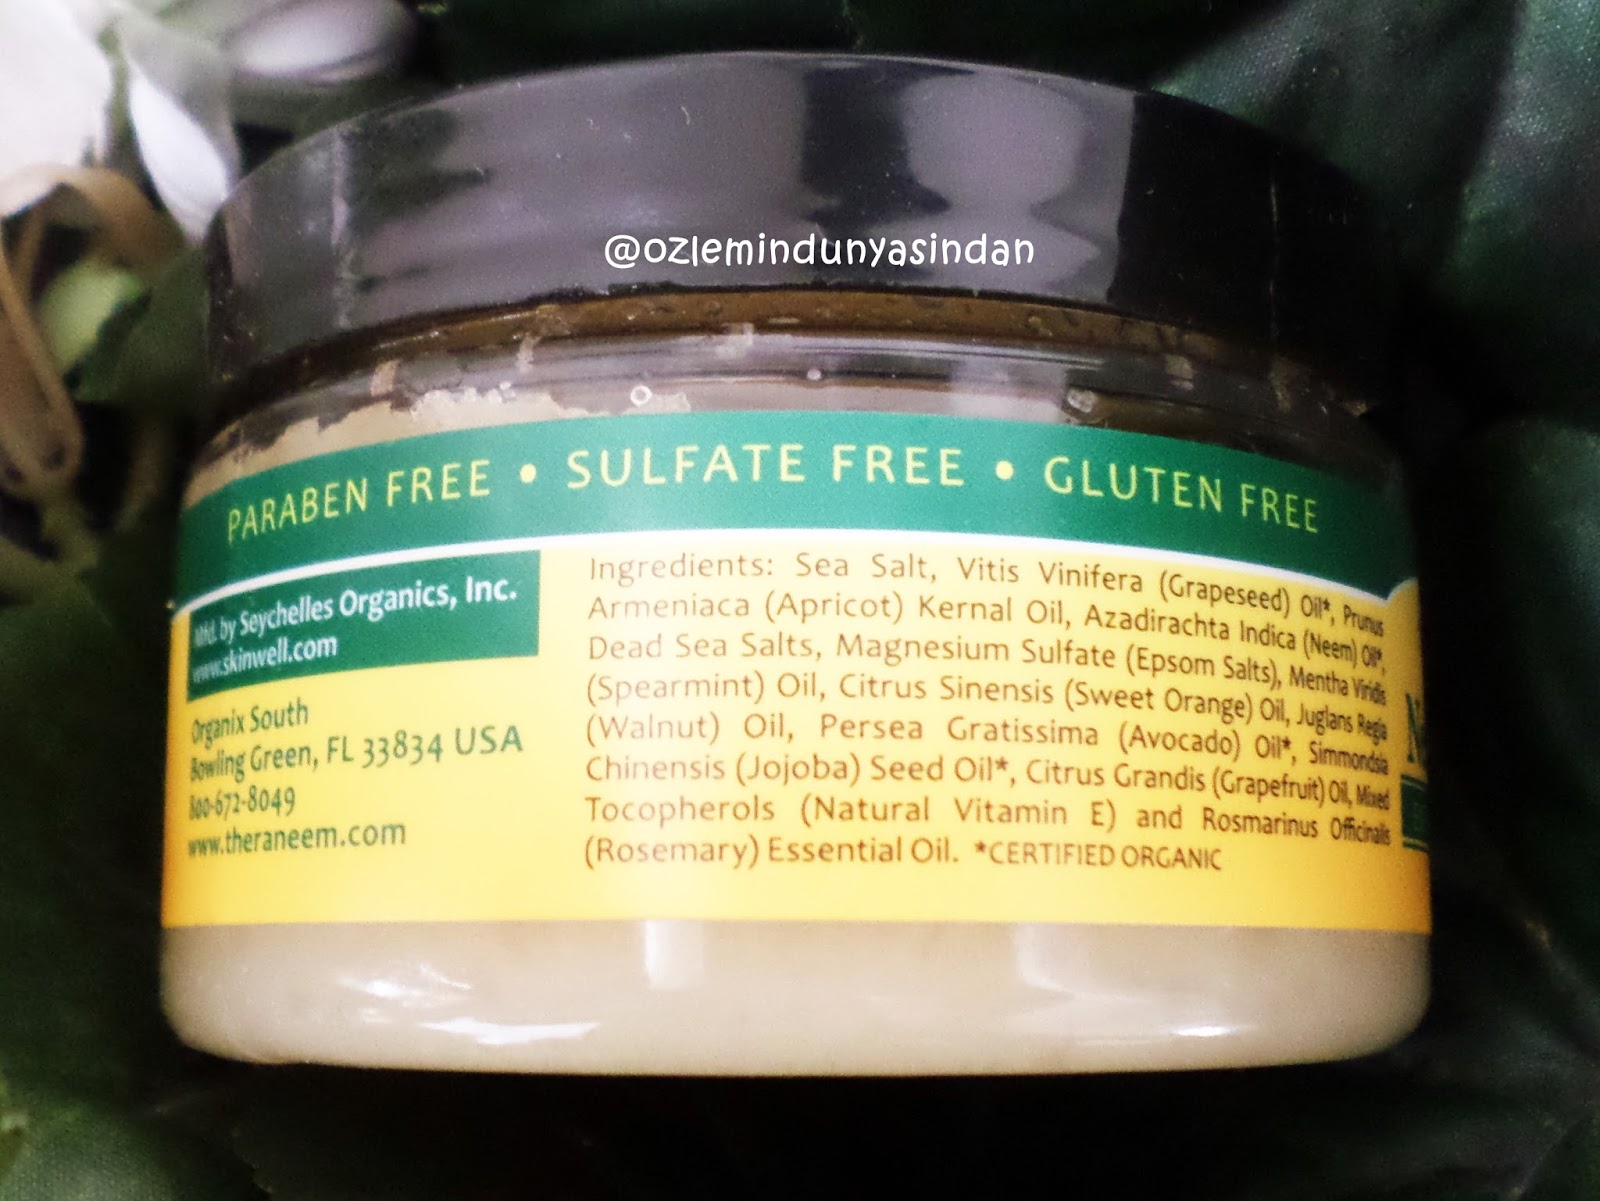 @ozlemindunyasindan
PARABEN FREE • SULFATE FREE • GLUTEN FREE
Mfd. by Seychelles Organics, Inc.
www.skinwell.com
Organix South
Bowling Green, FL 33834 USA
800-672-8049
www.theraneem.com
Ingredients: Sea Salt, Vitis Vinifera (Grapeseed) Oil*, Prunus
Armeniaca (Apricot) Kernal Oil, Azadirachta Indica (Neem) Oil*,
Dead Sea Salts, Magnesium Sulfate (Epsom Salts), Mentha Viridis
(Spearmint) Oil, Citrus Sinensis (Sweet Orange) Oil, Juglans Regia
(Walnut) Oil, Persea Gratissima (Avocado) Oil*, Simmondsia
Chinensis (Jojoba) Seed Oil*, Citrus Grandis (Grapefruit) Oil, Mixed
Tocopherols (Natural Vitamin E) and Rosmarinus Officinalis
(Rosemary) Essential Oil. *CERTIFIED ORGANIC